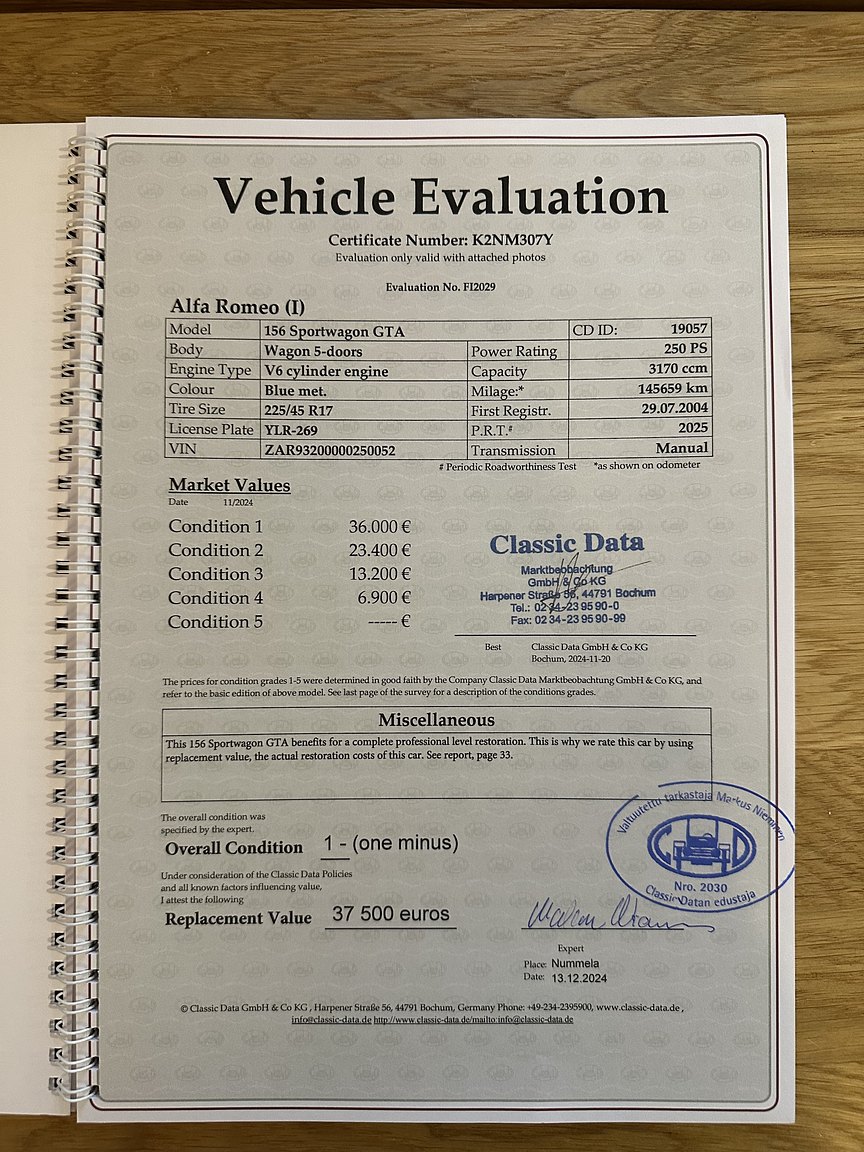 Vehicle Evaluation
Certificate Number: K2NM307Y
Evaluation only valid with attached photos
Evaluation No. FI2029
Alfa Romeo (I)
Model 156 Sportwagon GTA CD ID: 19057
Body Wagon 5-doors Power Rating 250 PS
Engine Type V6 cylinder engine Capacity 3170 ccm
Colour Blue met. Milage:* 145659 km
Tire Size 225/45 R17 First Registr. 29.07.2004
License Plate YLR-269 P.R.T.# 2025
VIN ZAR93200000250052 Transmission Manual
# Periodic Roadworthiness Test *as shown on odometer
Market Values
Date 11/2024
Condition 1 36.000 €
Condition 2 23.400 €
Condition 3 13.200 €
Condition 4 6.900 €
Condition 5 ----- €
Classic Data
Marktbeobachtung
GmbH & Co KG
Harpener Straße 56, 44791 Bochum
Tel.: 02 34-23 95 90-0
Fax: 02 34-23 95 90-99
Best Classic Data GmbH & Co KG
Bochum, 2024-11-20
The prices for condition grades 1-5 were determined in good faith by the Company Classic Data Marktbeobachtung GmbH & Co KG, and
refer to the basic edition of above model. See last page of the survey for a description of the conditions grades.
Miscellaneous
This 156 Sportwagon GTA benefits for a complete professional level restoration. This is why we rate this car by using
replacement value, the actual restoration costs of this car. See report, page 33.
The overall condition was
specified by the expert.
Overall Condition 1 - (one minus)
Under consideration of the Classic Data Policies
and all known factors influencing value,
I attest the following
Replacement Value 37 500 euros
Valtuutettu tarkastaja Markus Nieminen
Nro. 2030
Classic Datan edustaja
Expert
Place: Nummela
Date: 13.12.2024
© Classic Data GmbH & Co KG , Harpener Straße 56, 44791 Bochum, Germany Phone: +49-234-2395900, www.classic-data.de ,
info@classic-data.de http://www.classic-data.de/mailto:info@classic-data.de